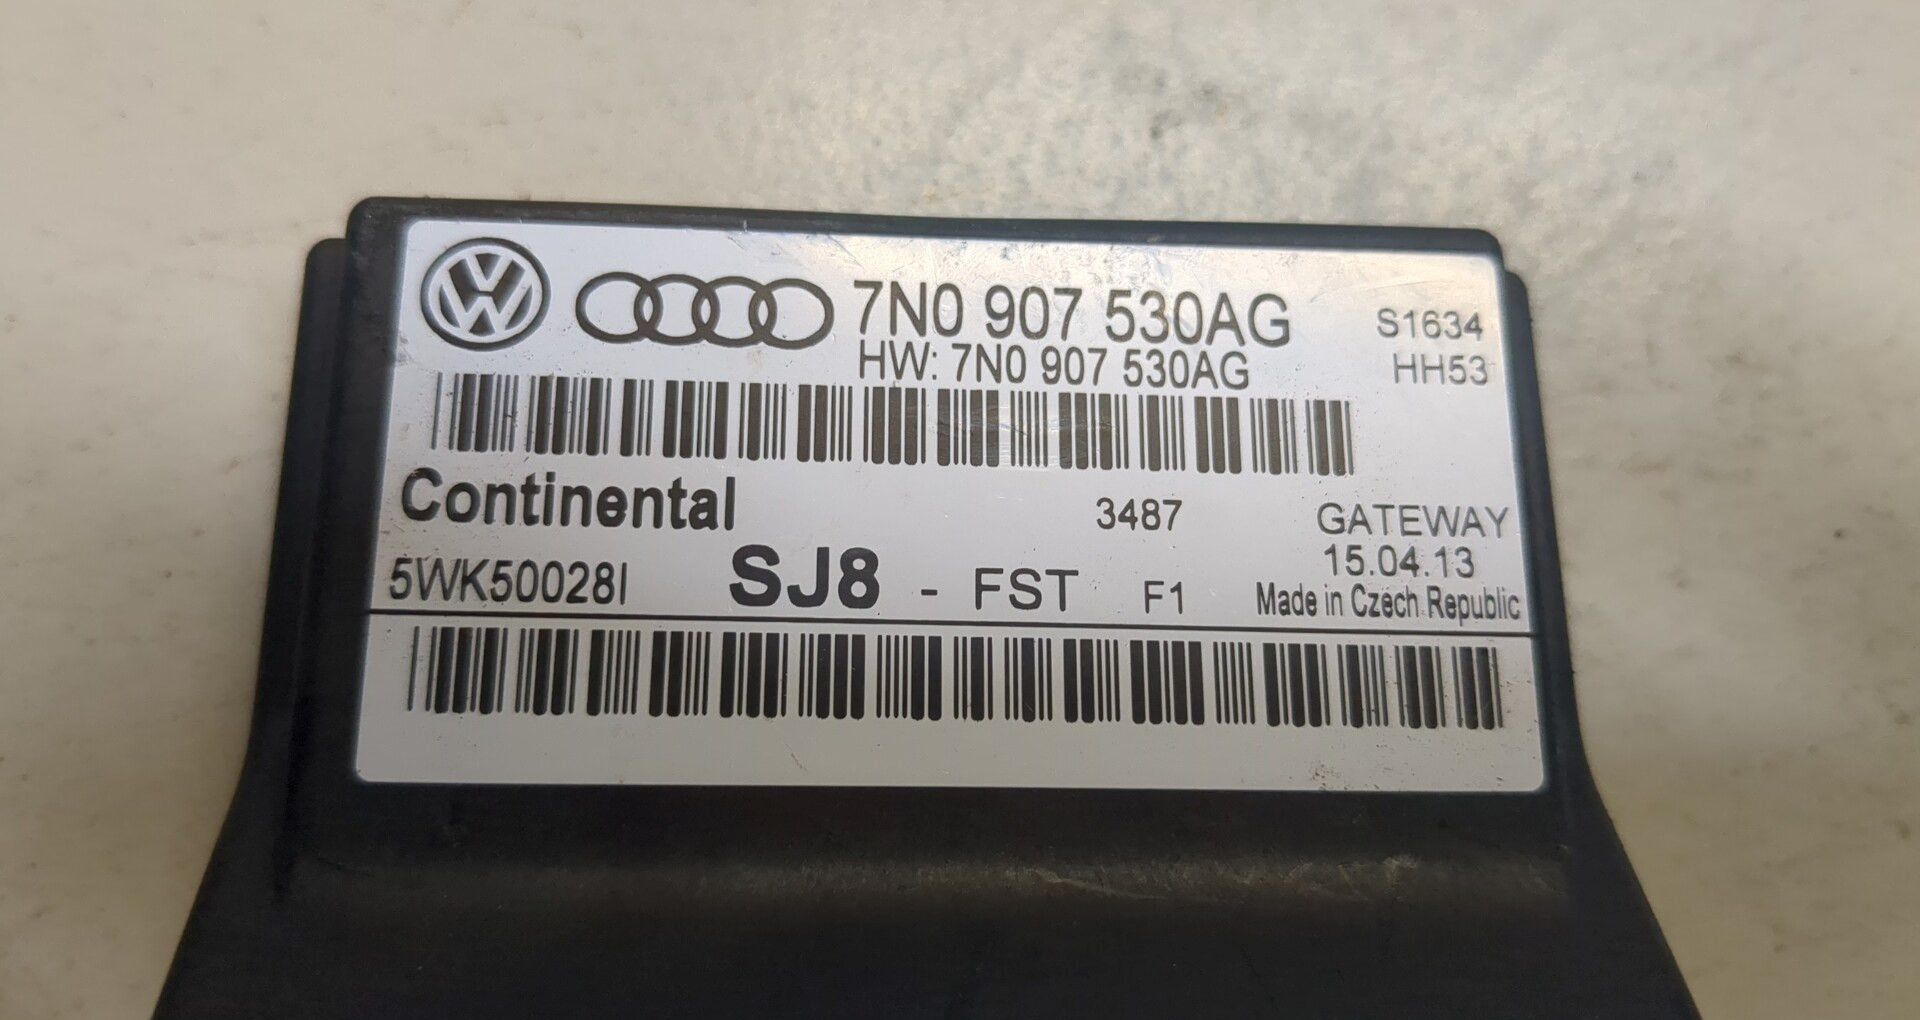 7N0 907 530AG
S1634
HW: 7N0 907 530AG
HH53
Continental
3487
GATEWAY
15.04.13
5WK50028I
SJ8 - FST F1
Made in Czech Republic